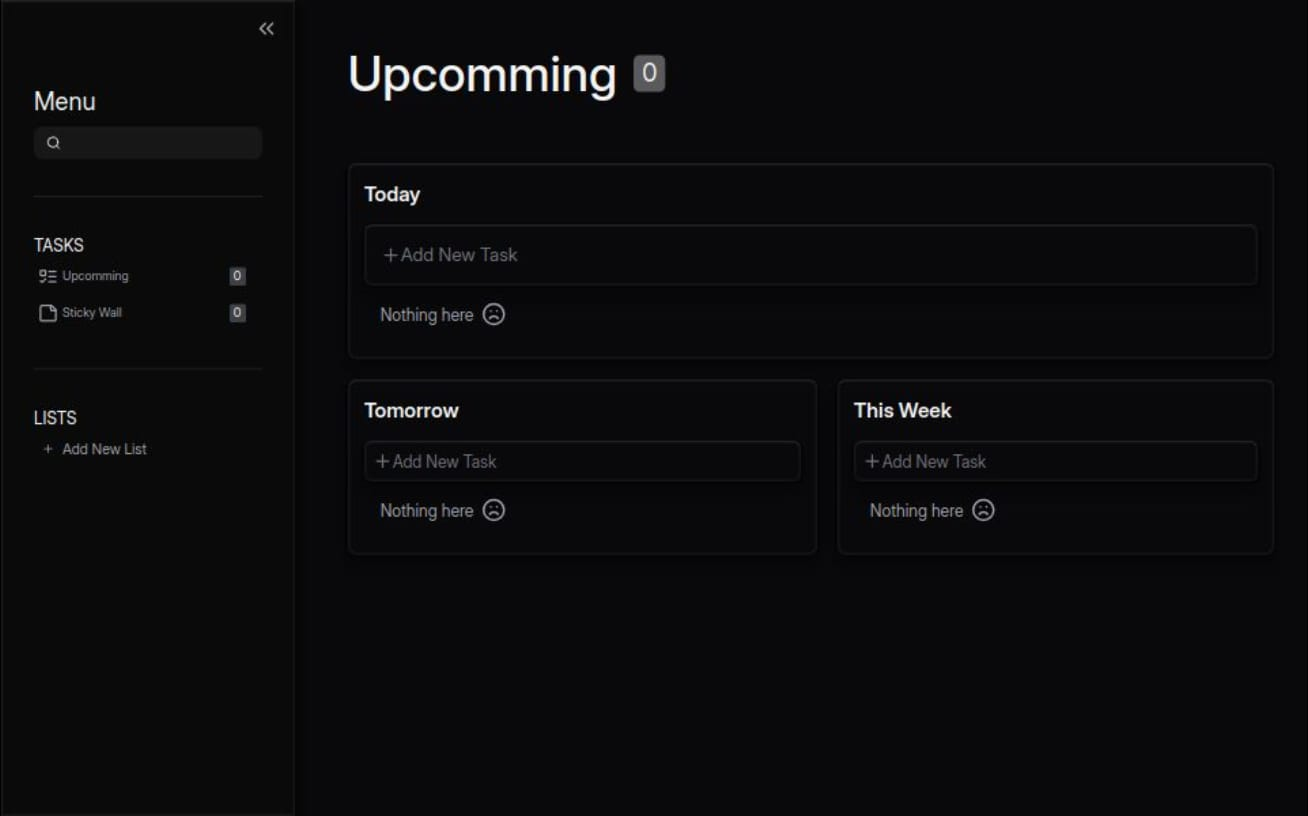 Menu
TASKS
Upcomming 0
Sticky Wall 0
LISTS
+ Add New List
Upcomming 0
Today
+Add New Task
Nothing here
Tomorrow
+Add New Task
Nothing here
This Week
+Add New Task
Nothing here